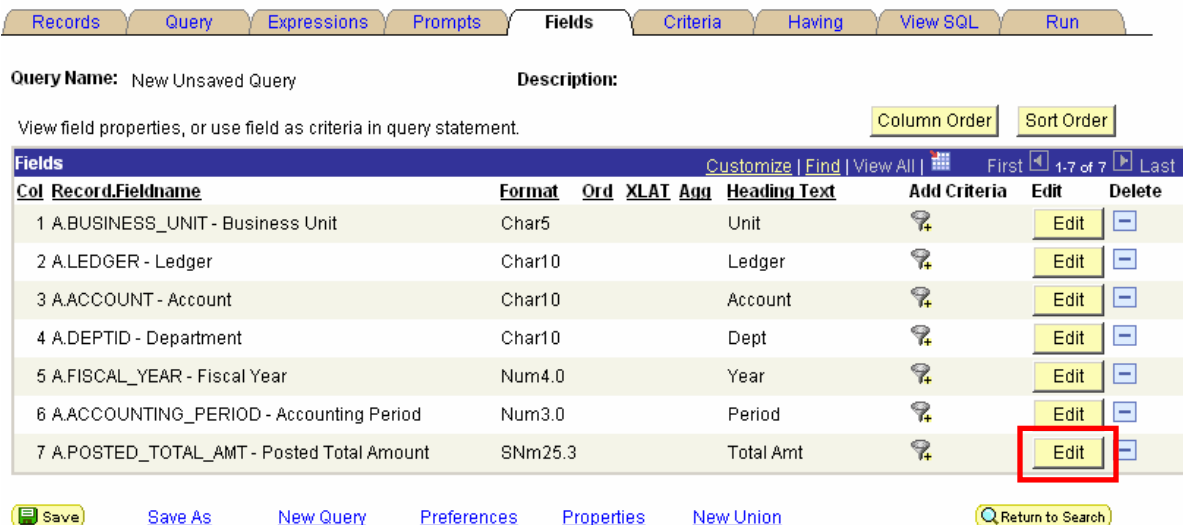 Records Query Expressions Prompts Fields Criteria Having View SQL Run
Query Name: New Unsaved Query Description:
View field properties, or use field as criteria in query statement. Column Order Sort Order
Fields Customize | Find | View All | First 1-7 of 7 Last
Col Record.Fieldname Format Ord XLAT Agg Heading Text Add Criteria Edit Delete
1 A.BUSINESS_UNIT - Business Unit Char5 Unit Edit
2 A.LEDGER - Ledger Char10 Ledger Edit
3 A.ACCOUNT - Account Char10 Account Edit
4 A.DEPTID - Department Char10 Dept Edit
5 A.FISCAL_YEAR - Fiscal Year Num4.0 Year Edit
6 A.ACCOUNTING_PERIOD - Accounting Period Num3.0 Period Edit
7 A.POSTED_TOTAL_AMT - Posted Total Amount SNm25.3 Total Amt Edit
Save Save As New Query Preferences Properties New Union Return to Search